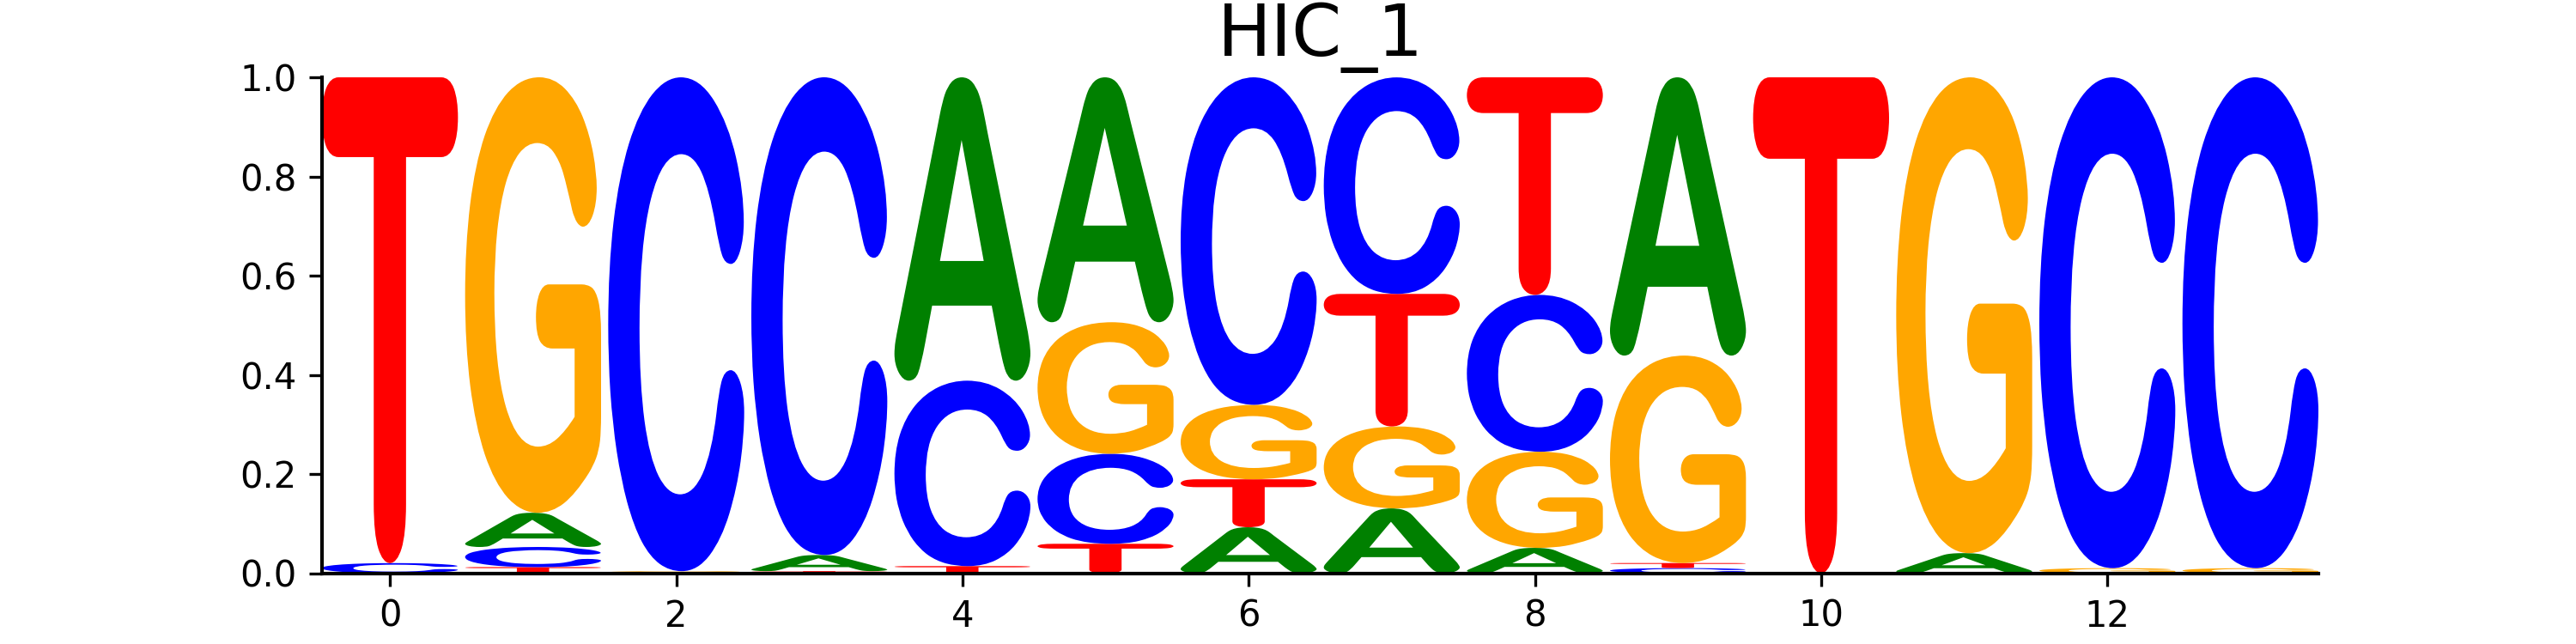 HIC_1
1.0
0.8
0.6
0.4
0.2
0.0
T G C C A A C C T A T G C C
C A A C G G T C G
C C G T G G A T A G G
T T T A A A C
0 2 4 6 8 10 12